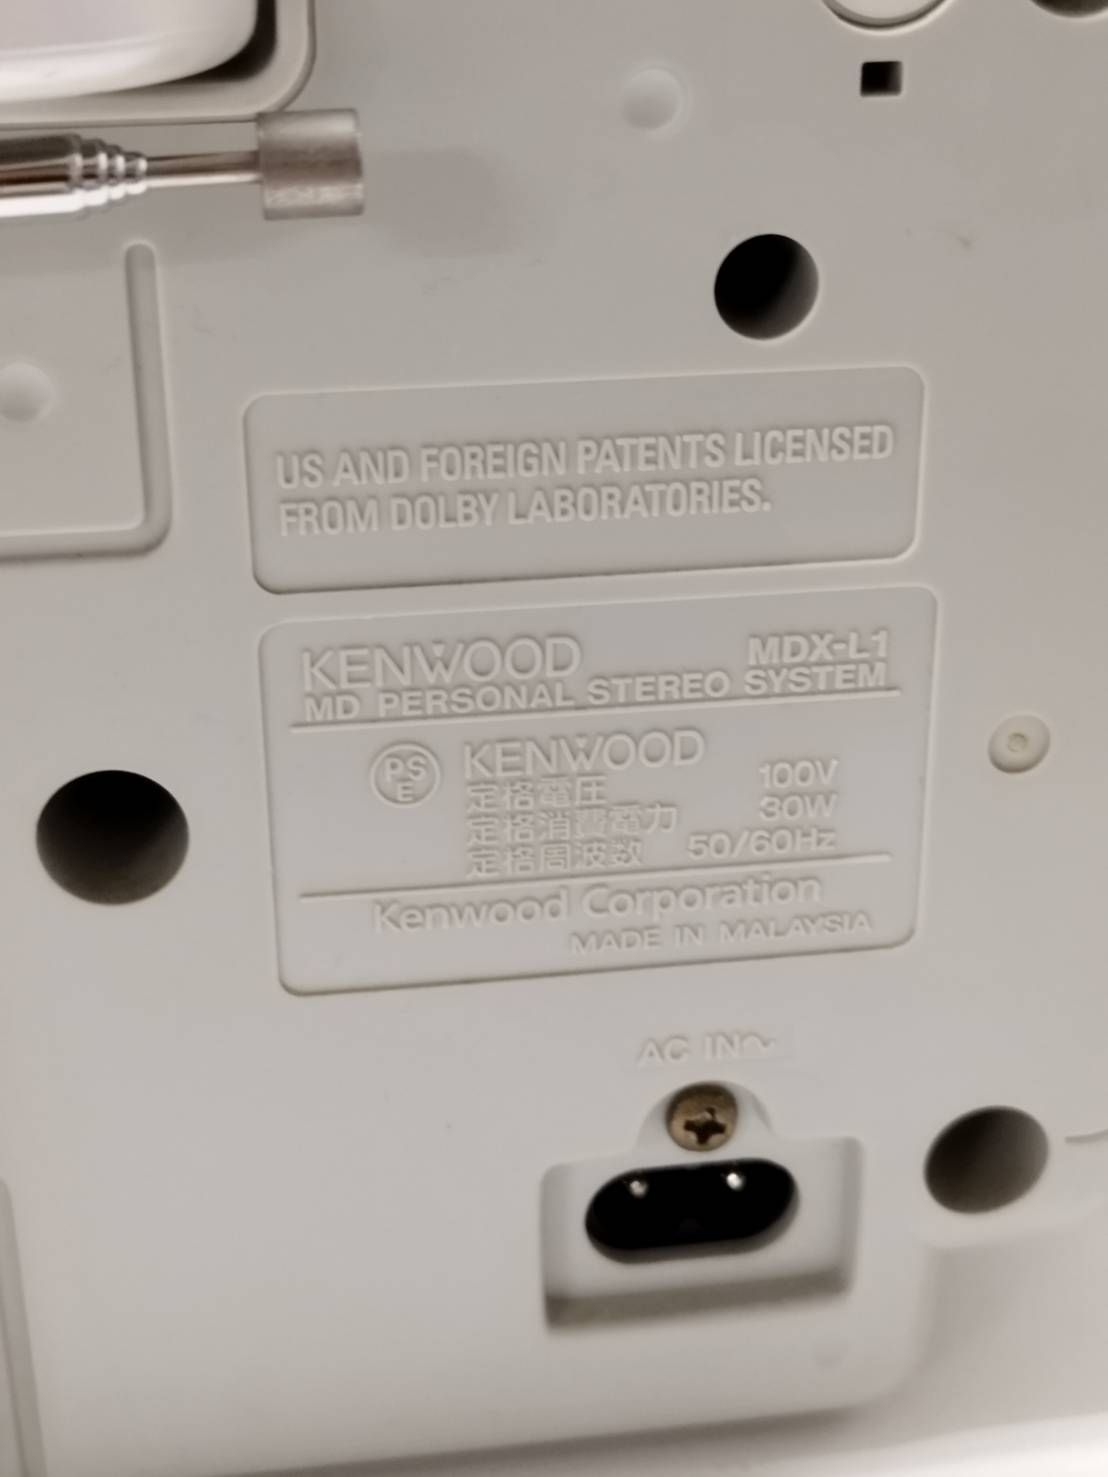 US AND FOREIGN PATENTS LICENSED
FROM DOLBY LABORATORIES.
KENWOOD MDX-L1
MD PERSONAL STEREO SYSTEM
PS
E
KENWOOD
定格電圧 100V
定格消費電力 30W
定格周波数 50/60Hz
Kenwood Corporation
MADE IN MALAYSIA
AC IN~